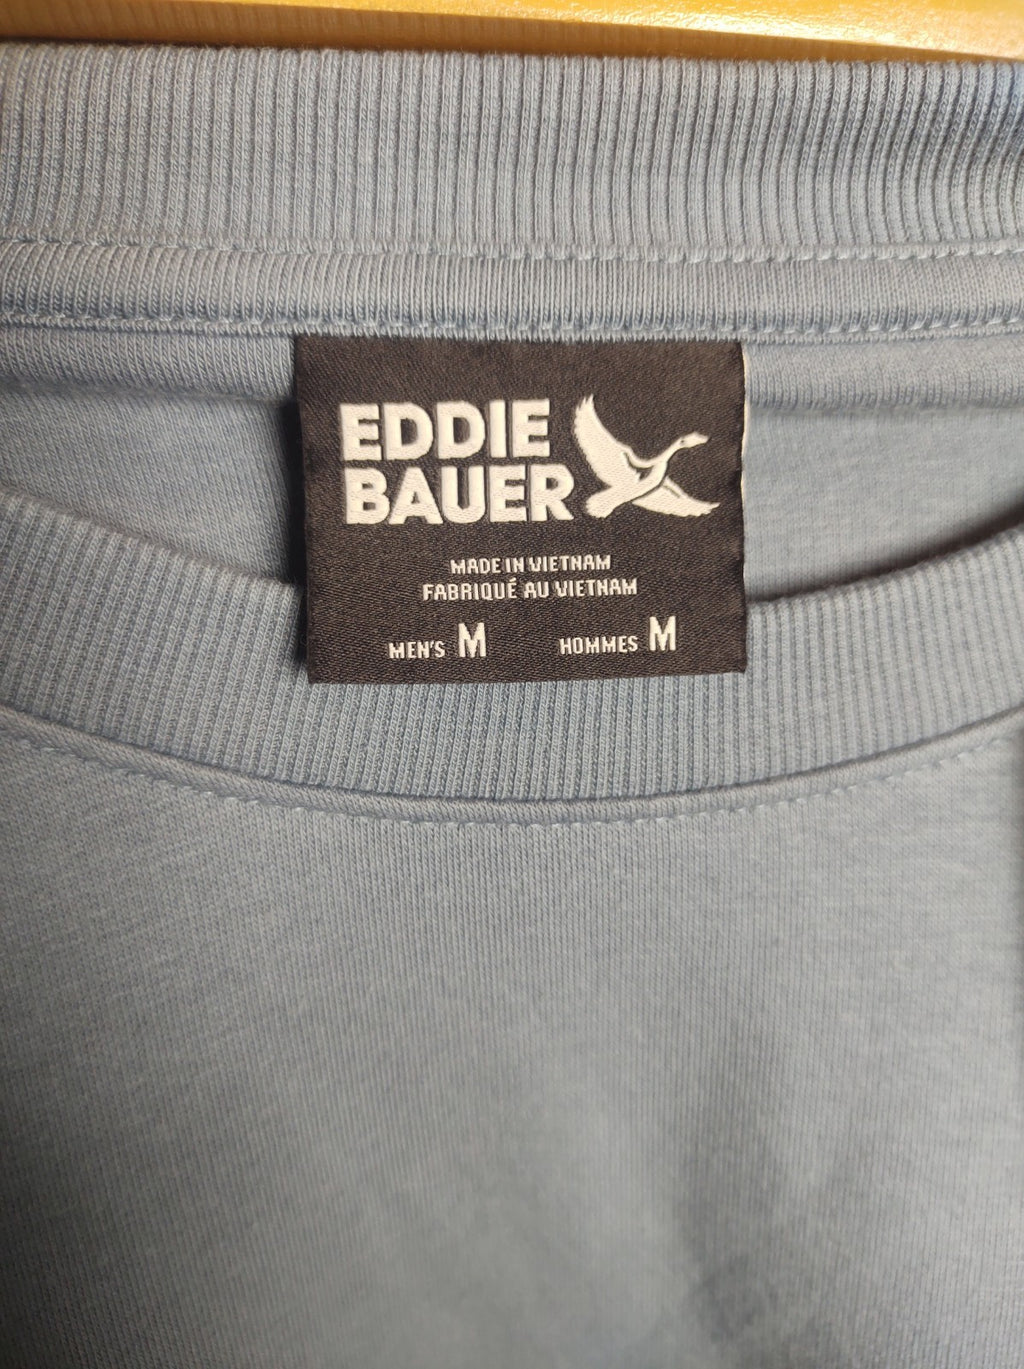 EDDIE
BAUER
MADE IN VIETNAM
FABRIQUÉ AU VIETNAM
MEN'S M HOMMES M